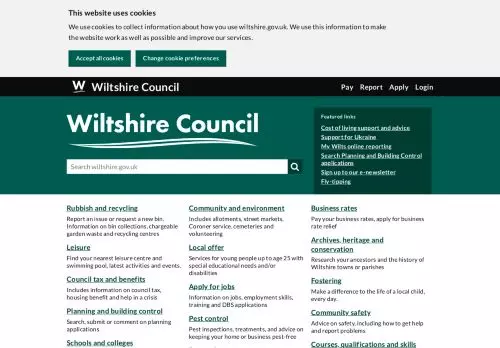 This website uses cookies
We use cookies to collect information about how you use wiltshire.gov.uk. We use this information to make
the website work as well as possible and improve our services.
Accept all cookies
Change cookie preferences
Wiltshire Council
Pay Report Apply Login
Wiltshire Council
Search wiltshire.gov.uk
Featured links
Cost of living support and advice
Support for Ukraine
My Wilts online reporting
Search Planning and Building Control
applications
Sign up to our e-newsletter
Fly-tipping
Rubbish and recycling
Report an issue or request a new bin.
Information on bin collections, chargeable
garden waste and recycling centres
Leisure
Find your nearest leisure centre and
swimming pool, latest activities and events.
Council tax and benefits
Includes information on council tax,
housing benefit and help in a crisis
Planning and building control
Search, submit or comment on planning
applications
Schools and colleges
Community and environment
Includes allotments, street markets,
Coroner service, cemeteries and
volunteering
Local offer
Services for young people up to age 25 with
special educational needs and/or
disabilities
Apply for jobs
Information on jobs, employment skills,
training and DBS applications
Pest control
Pest inspections, treatments, and advice on
keeping your home or business pest-free
Business rates
Pay your business rates, apply for business
rate relief
Archives, heritage and
conservation
Research your ancestors and the history of
Wiltshire towns or parishes
Fostering
Make a difference to the life of a local child,
every day.
Community safety
Advice on safety, including how to get help
and report problems
Courses, qualifications and skills